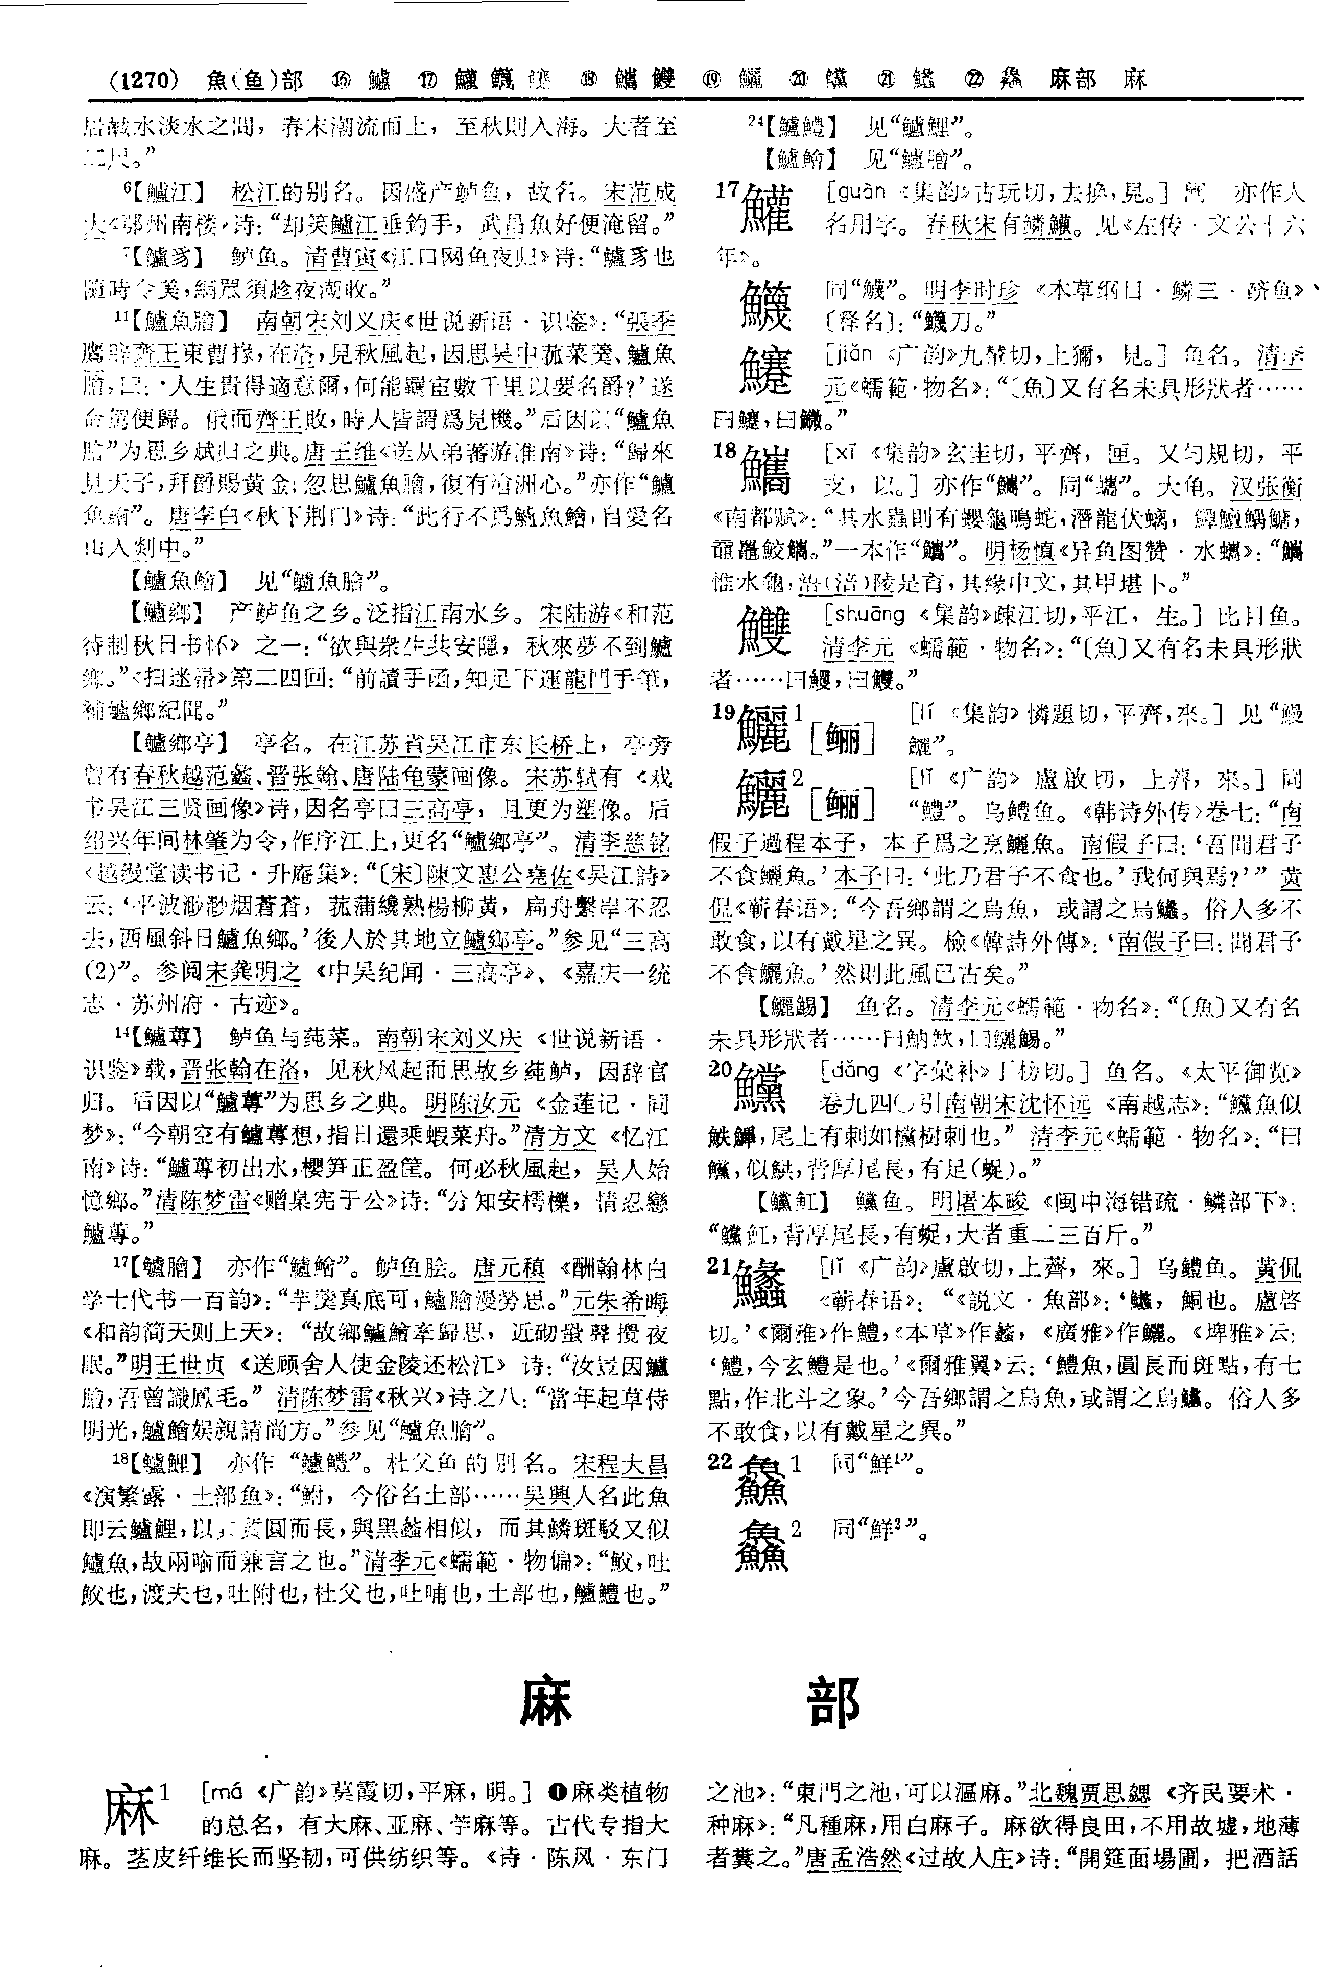 (1270) 魚(鱼)部 ⑯ 鱸 ⑰ 鱹 ⑱ 鑴 鱺 ⑲ 鱺 ⑳ ㉑ 鱻 ㉒ 鱻 麻部 麻
居鹹水淡水之間，春末潮流而上，至秋則入海。大者至
二尺。”
⁶【鱸江】 松江的别名。因盛产鲈鱼，故名。宋范成
大《鄂州南楼》诗：“却笑鱸江垂釣手，武昌魚好便淹留。”
⁷【鱸豸】 鲈鱼。清曹寅《江口网鱼夜归》诗：“鱸豸也
隨時令美，網罛須趁夜潮收。”
¹¹【鱸魚膾】 南朝宋刘义庆《世说新语·识鉴》：“張季
鷹辟齊王東曹掾，在洛，見秋風起，因思吴中菰菜羹、鱸魚
膾，曰：‘人生貴得適意爾，何能羈宦數千里以要名爵？’遂
命駕便歸。俄而齊王敗，時人皆謂爲見機。”后因以“鱸魚
膾”为思乡赋归之典。唐王维《送从弟蕃游淮南》诗：“歸來
見天子，拜爵賜黄金；忽思鱸魚膾，復有滄洲心。”亦作“鱸
魚鱠”。唐李白《秋下荆门》诗：“此行不爲鱸魚鱠，自愛名
山入剡中。”
【鱸魚鱠】 见“鱸魚膾”。
【鱸鄉】 产鲈鱼之乡。泛指江南水乡。宋陆游《和范
待制秋日书怀》之一：“欲與衆生共安隱，秋來夢不到鱸
鄉。”《扫迷帚》第二四回：“前讀手函，知足下運龍門手筆，
補鱸鄉紀聞。”
【鱸鄉亭】 亭名。在江苏省吴江市东长桥上，亭旁
曾有春秋越范蠡、晋张翰、唐陆龟蒙画像。宋苏轼有《戏
书吴江三贤画像》诗，因名亭曰三高亭，且更为塑像。后
绍兴年间林肇为令，作亭江上，更名“鱸鄉亭”。清李慈铭
《越缦堂读书记·升庵集》：“〔宋〕陳文惠公堯佐《吴江詩》
云：‘平波渺渺烟蒼蒼，菰蒲纔熟楊柳黄，扁舟繫岸不忍
去，西風斜日鱸魚鄉。’後人於其地立鱸鄉亭。”参见“三高
(2)”。参阅宋龚明之《中吴纪闻·三高亭》、《嘉庆一统
志·苏州府·古迹》。
¹⁴【鱸蓴】 鲈鱼与莼菜。南朝宋刘义庆《世说新语·
识鉴》载，晋张翰在洛，见秋风起而思故乡莼鲈，因辞官
归。后因以“鱸蓴”为思乡之典。明陈汝元《金莲记·同
梦》：“今朝空有鱸蓴想，指日還乘蝦菜舟。”清方文《忆江
南》诗：“鱸蓴初出水，櫻笋正盈筐。何必秋風起，吴人始
憶鄉。”清陈梦雷《赠臬宪于公》诗：“分知安樗櫟，情忍戀
鱸蓴。”
¹⁷【鱸膾】 亦作“鱸鱠”。鲈鱼脍。唐元稹《酬翰林白
学士代书一百韵》：“芋羹真底可，鱸膾漫勞思。”元朱希晦
《和韵简天则上天》：“故鄉鱸鱠牽歸思，近砌蛩聲攪夜
眠。”明王世贞《送顾舍人使金陵还松江》诗：“汝豈因鱸
膾，吾曾識鳳毛。”清陈梦雷《秋兴》诗之八：“當年起草侍
明光，鱸鱠娱親請尚方。”参见“鱸魚膾”。
¹⁸【鱸鯉】 亦作“鱸鱧”。杜父鱼的别名。宋程大昌
《演繁露·土部鱼》：“鮒，今俗名土部……吴興人名此魚
即云鱸鯉，以其質圓而長，與黑蠡相似，而其鱗斑駁又似
鱸魚，故兩喻而兼言之也。”清李元《蠕範·物偏》：“鮫，吐
鮫也，渡夫也，吐附也，杜父也，吐哺也，土部也，鱸鱧也。”
²⁴【鱸鱧】 见“鱸鯉”。
【鱸鱠】 见“鱸膾”。
17鱹 [guàn《集韵》古玩切，去换，見。] 同 亦作人
名用字。春秋宋有鱗鱹。见《左传·文公十六
年》。
鱴 同“鱴”。明李时珍《本草纲目·鳞三·鲚鱼》、
〔释名〕：“鱴刀。”
[jiǎn《广韵》九輦切，上獮，見。] 鱼名。清李
元《蠕範·物名》：“〔魚〕又有名未具形狀者……
18 [xī《集韵》玄圭切，平齊，匣。又匀規切，平
支，以。] 亦作“鱅”。同“蠵”。大龟。汉张衡
《南都赋》：“其水蟲則有蠳龜鳴蛇，潛龍伏螭，鱏鱣鰅鱅，
黿鼉鮫。”一本作“蠵”。明杨慎《异鱼图赞·水蠵》：“
惟水龜，涪(涪)陵是育，其緣中文，其甲堪卜。”
[shuāng《集韵》疎江切，平江，生。] 比目鱼。
清李元《蠕範·物名》：“〔魚〕又有名未具形狀
者……曰鰻，曰。”
19鱺1[鲡] [lí《集韵》憐題切，平齊，來。] 见“鰻
鱺”。
鱺2[鲡] [lǐ《广韵》盧啟切，上薺，來。] 同
“鱧”。乌鳢鱼。《韩诗外传》卷七：“南
假子過程本子，本子爲之烹鱺魚。南假子曰：‘吾聞君子
不食鱺魚。’本子曰：‘此乃君子不食也。’我何與焉？’”黄
侃《蕲春语》：“今吾鄉謂之烏魚，或謂之烏鱧。俗人多不
敢食，以有戴星之異。檢《韓詩外傳》：‘南假子曰：聞君子
不食鱺魚。’然則此風已古矣。”
【鱺鯣】 鱼名。清李元《蠕範·物名》：“〔魚〕又有名
未具形狀者……曰魶魰，曰鱺鯣。”
20 [dǎng《字彙补》丁榜切。] 鱼名。《太平御览》
卷九四〇引南朝宋沈怀远《南越志》：“魚似
，尾上有刺如欓樹刺也。”清李元《蠕範·物名》：“曰
，似魟，背厚尾長，有足(蜺)。”
【魟】 鱼。明屠本畯《闽中海错疏·鳞部下》：
“魟，背厚尾長，有蜺，大者重二三百斤。”
21 [lǐ《广韵》盧啟切，上薺，來。] 乌鳢鱼。黄侃
《蕲春语》：“《説文·魚部》：‘，鮦也。盧啓
切。’《爾雅》作鱧，《本草》作蠡，《廣雅》作鱺。《埤雅》云：
‘鱧，今玄鱧是也。’《爾雅翼》云：‘鱧魚，圓長而斑點，有七
點，作北斗之象。’今吾鄉謂之烏魚，或謂之烏。俗人多
不敢食，以有戴星之異。”
22 1 同“鮮¹”。
2 同“鮮²”。
麻 部
麻1 [má《广韵》莫霞切，平麻，明。] ❶麻类植物
的总名，有大麻、亚麻、苧麻等。古代专指大
麻。茎皮纤维长而坚韧，可供纺织等。《诗·陈风·东门
之池》：“東門之池，可以漚麻。”北魏贾思勰《齐民要术·
种麻》：“凡種麻，用白麻子。麻欲得良田，不用故墟，地薄
者糞之。”唐孟浩然《过故人庄》诗：“開筵面場圃，把酒話